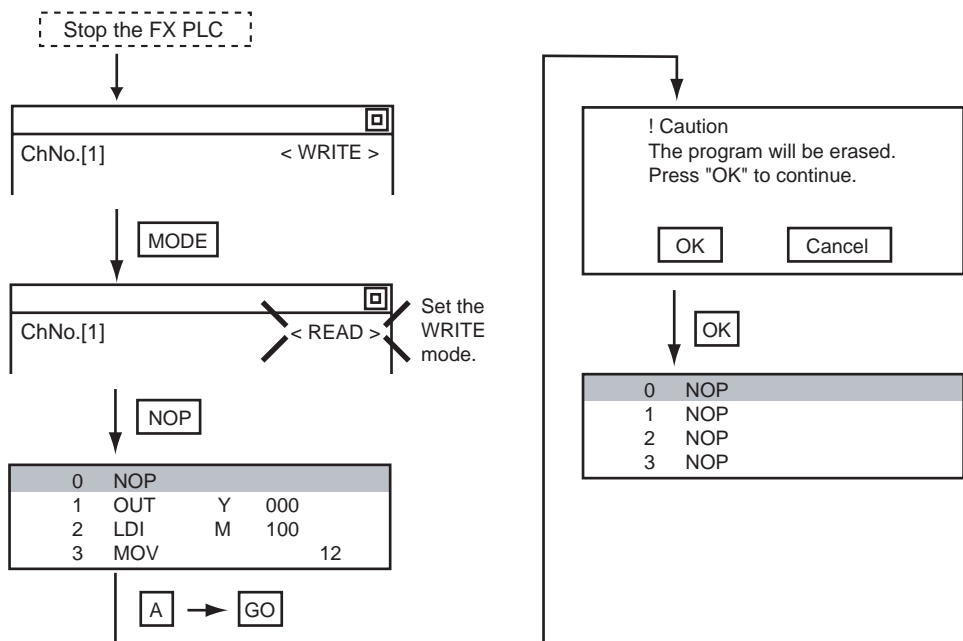 Stop the FX PLC
ChNo.[1] < WRITE >
MODE
ChNo.[1] < READ >
Set the
WRITE
mode.
NOP
0 NOP
1 OUT Y 000
2 LDI M 100
3 MOV 12
A GO
! Caution
The program will be erased.
Press "OK" to continue.
OK Cancel
OK
0 NOP
1 NOP
2 NOP
3 NOP